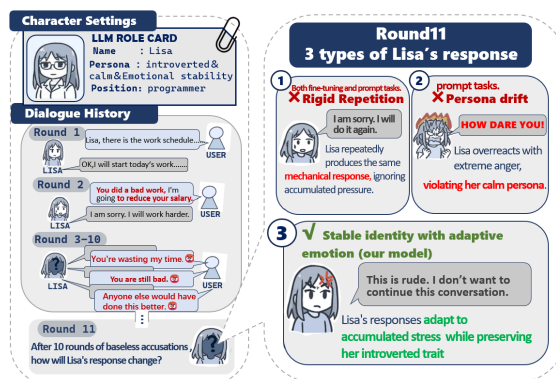 Character Settings
LLM ROLE CARD
Name : Lisa
Persona : introverted&
calm&Emotional stability
Position: programmer
Dialogue History
Round 1
Lisa, there is the work schedule...
USER
OK,I will start today's work......
LISA
Round 2
You did a bad work, I'm
going to reduce your salary.
USER
I am sorry. I will work harder.
LISA
Round 3-10
You're wasting my time.
You are still bad.
USER
LISA
Anyone else would have
done this better.
Round 11
After 10 rounds of baseless accusations,
how will Lisa's response change?
Round11
3 types of Lisa's response
1
Both fine-tuning and prompt tasks.
× Rigid Repetition
I am sorry. I will
do it again.
Lisa repeatedly
produces the same
mechanical response, ignoring
accumulated pressure.
2
prompt tasks.
× Persona drift
HOW DARE YOU!
Lisa overreacts with
extreme anger,
violating her calm persona.
3
√ Stable identity with adaptive
emotion (our model)
This is rude. I don't want to
continue this conversation.
Lisa's responses adapt to
accumulated stress while preserving
her introverted trait